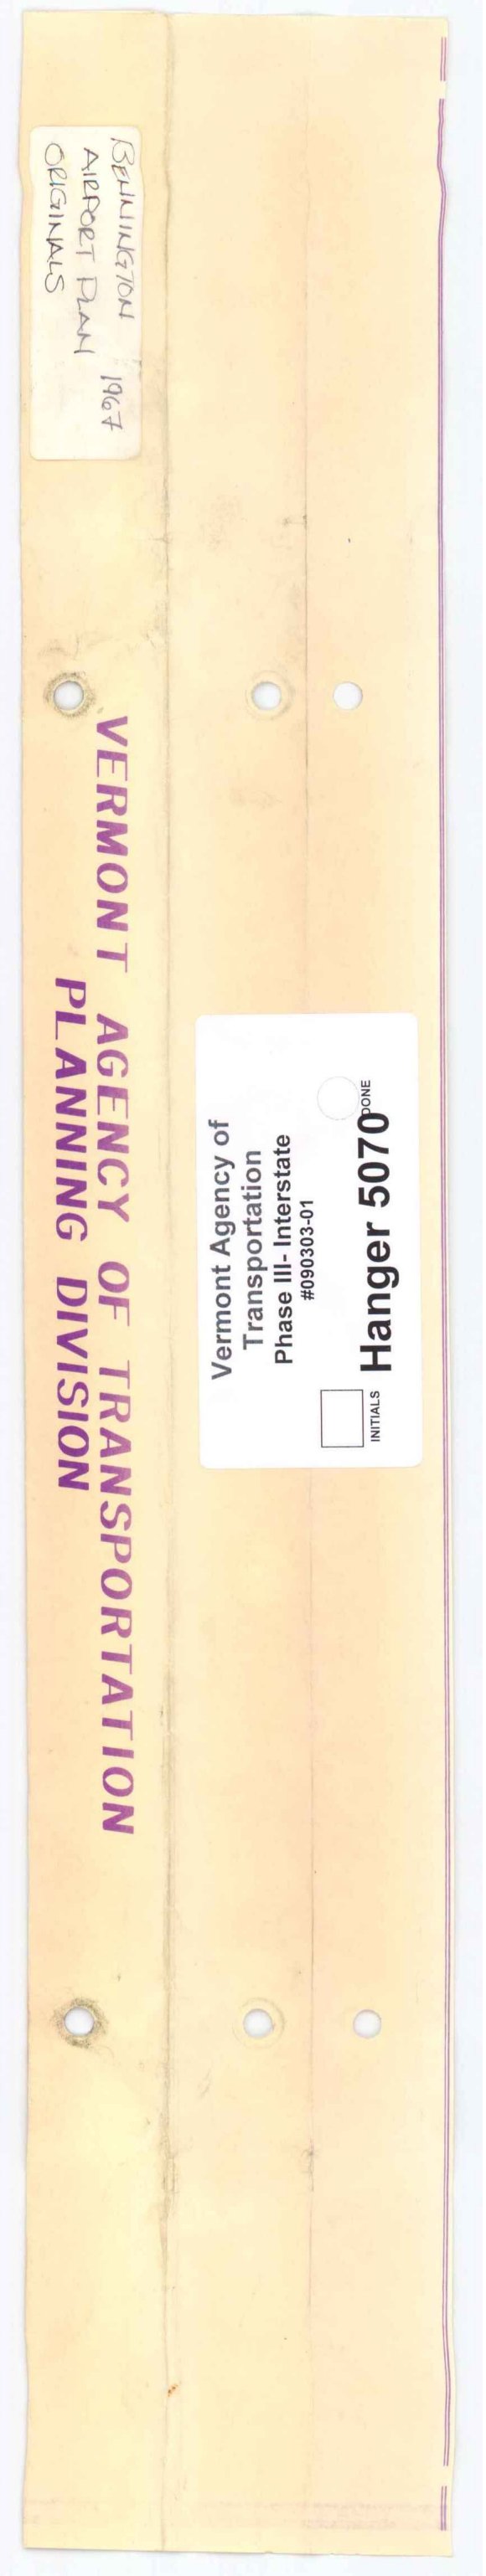 BENNINGTON 1967
AIRPORT PLAN
ORIGINALS
VERMONT AGENCY OF TRANSPORTATION
PLANNING DIVISION
Vermont Agency of
Transportation
Phase III- Interstate
#090303-01
DONE
Hanger 5070
INITIALS